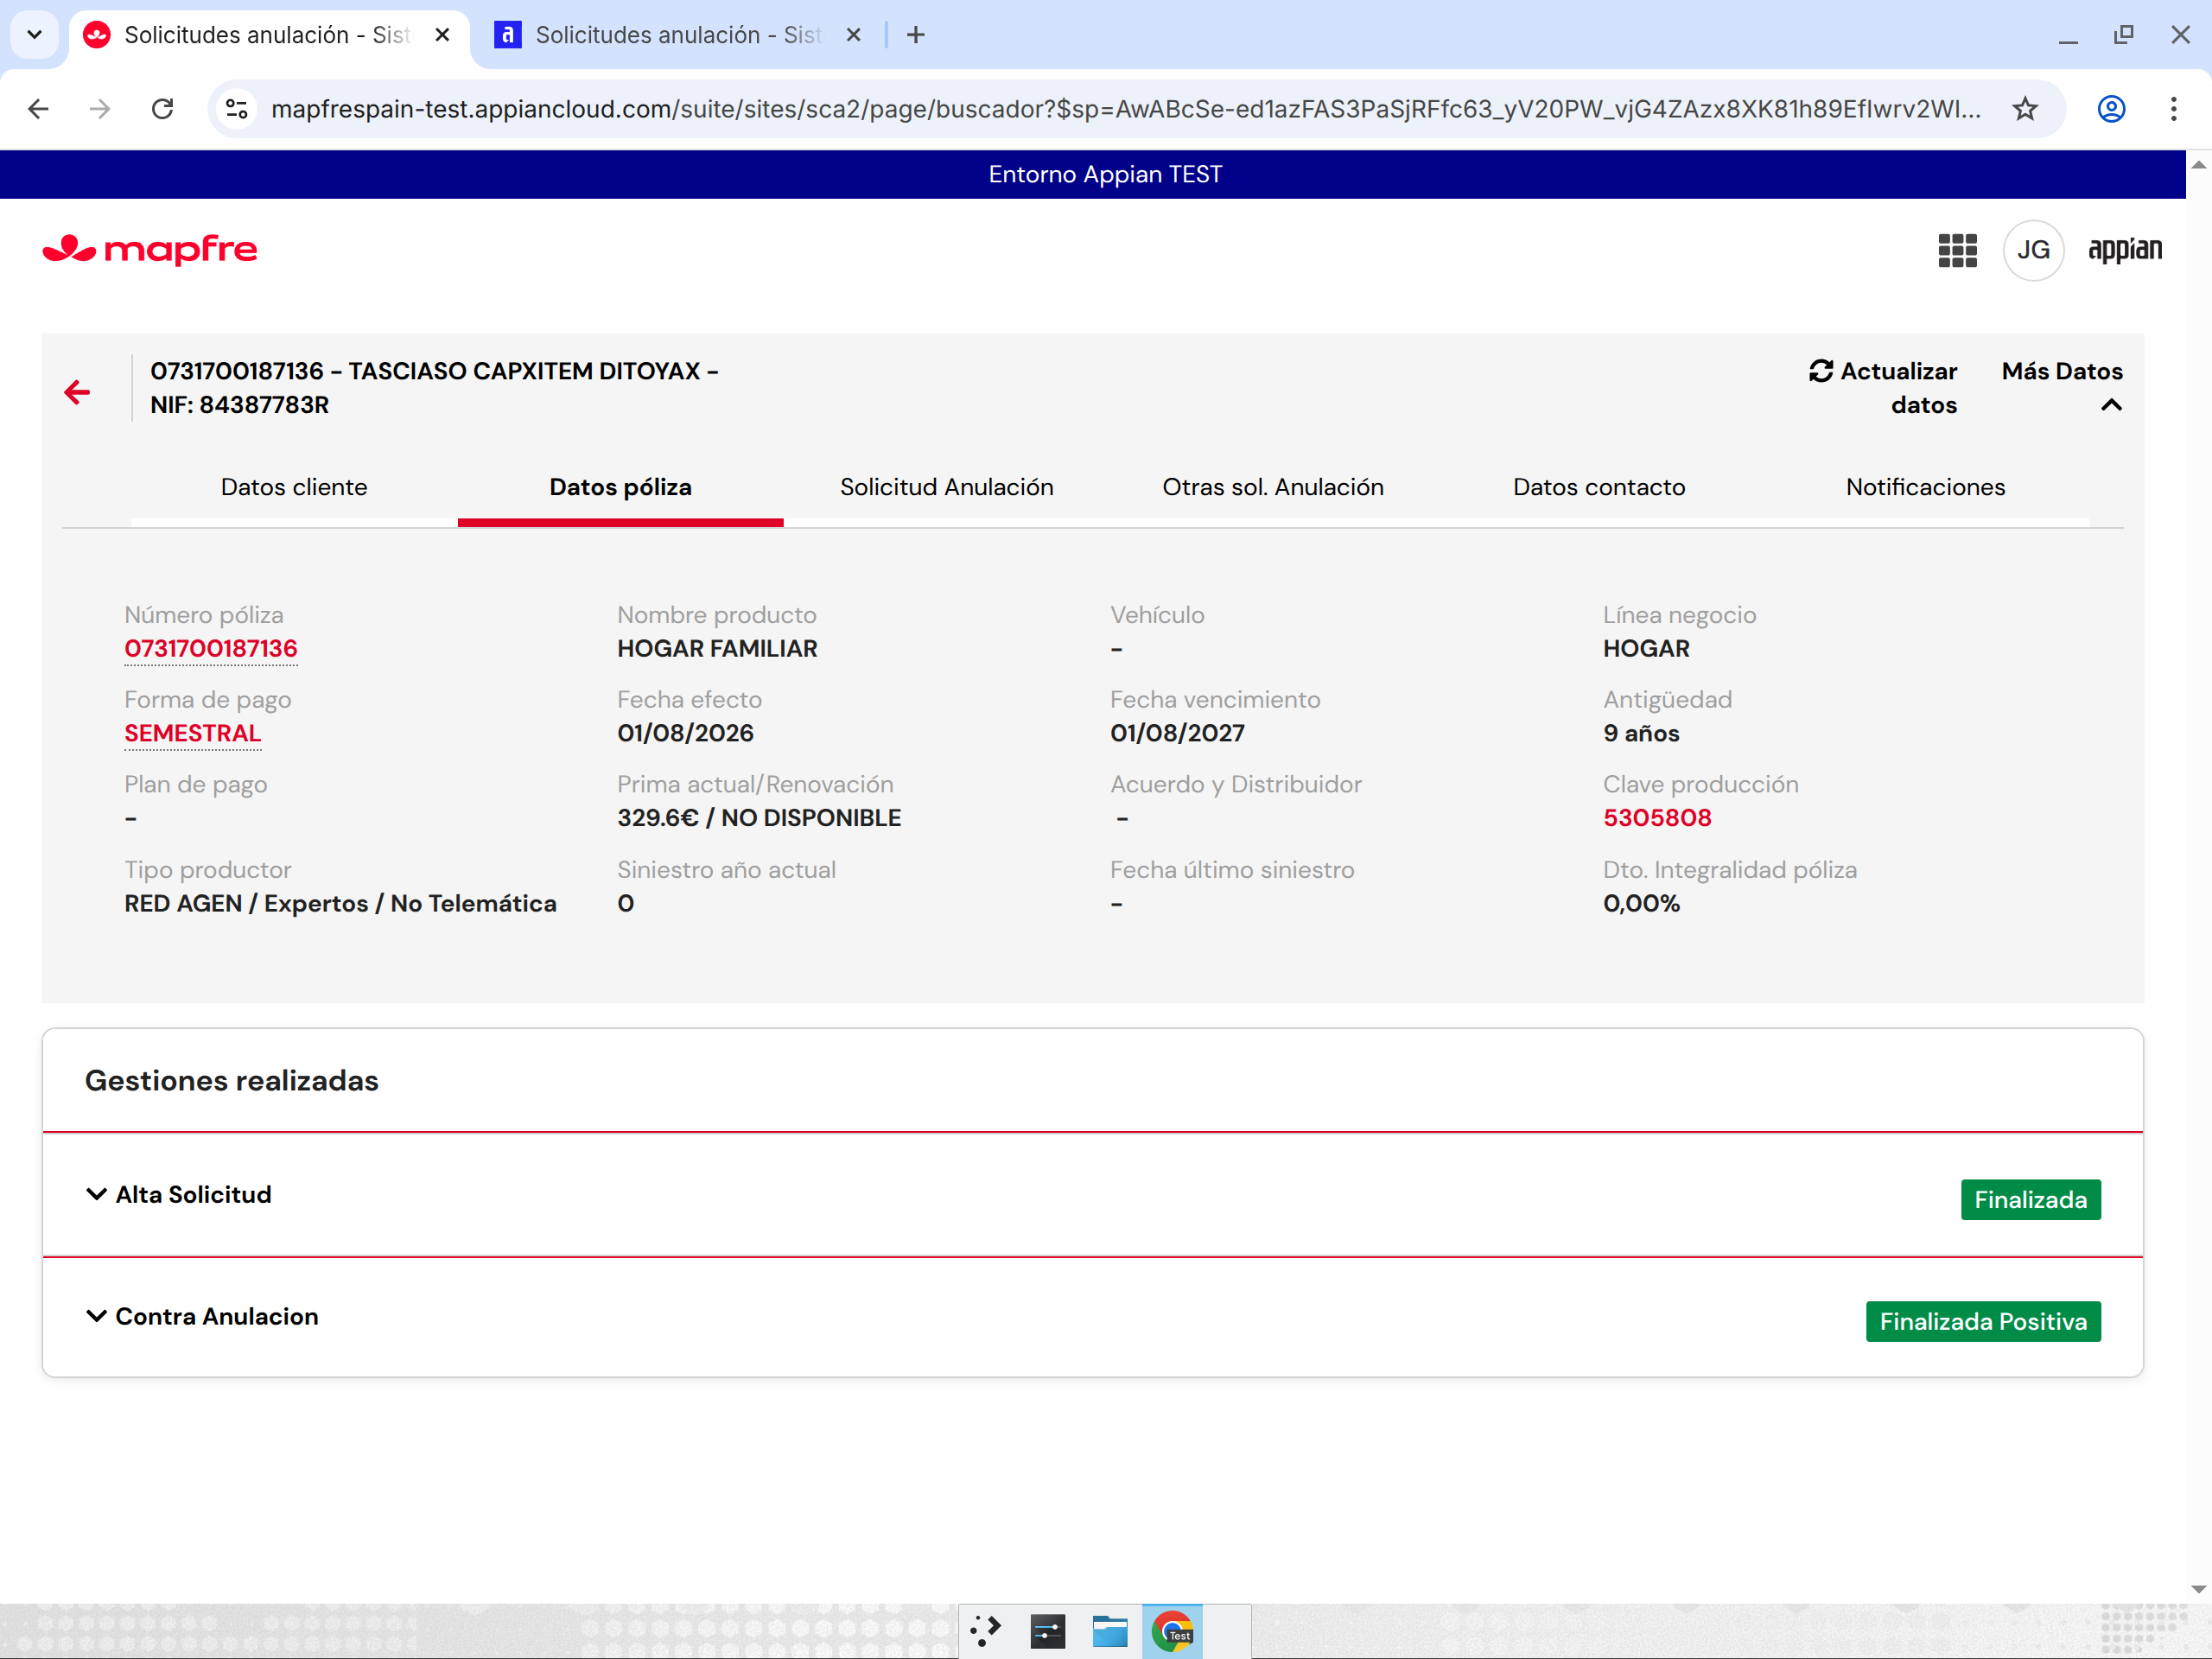 Solicitudes anulación - Sist
Solicitudes anulación - Sist
mapfrespain-test.appiancloud.com/suite/sites/sca2/page/buscador?$sp=AwABcSe-ed1azFAS3PaSjRFfc63_yV20PW_vjG4ZAzx8XK81h89EfIwrv2WI...
Entorno Appian TEST
mapfre
JG
appian
0731700187136 - TASCIASO CAPXITEM DITOYAX -
NIF: 84387783R
Actualizar datos
Más Datos
Datos cliente
Datos póliza
Solicitud Anulación
Otras sol. Anulación
Datos contacto
Notificaciones
Número póliza
0731700187136
Nombre producto
HOGAR FAMILIAR
Vehículo
-
Línea negocio
HOGAR
Forma de pago
SEMESTRAL
Fecha efecto
01/08/2026
Fecha vencimiento
01/08/2027
Antigüedad
9 años
Plan de pago
-
Prima actual/Renovación
329.6€ / NO DISPONIBLE
Acuerdo y Distribuidor
-
Clave producción
5305808
Tipo productor
RED AGEN / Expertos / No Telemática
Siniestro año actual
0
Fecha último siniestro
-
Dto. Integralidad póliza
0,00%
Gestiones realizadas
Alta Solicitud
Finalizada
Contra Anulacion
Finalizada Positiva
Test